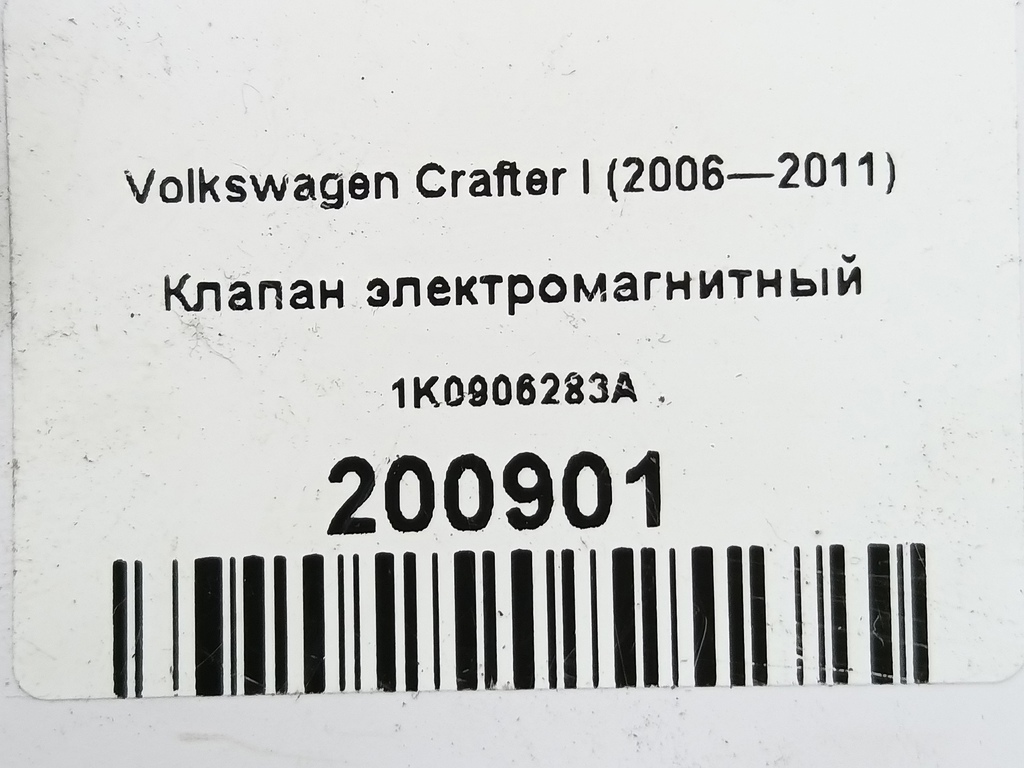 Volkswagen Crafter I (2006—2011)
Клапан электромагнитный
1K0906283A
200901